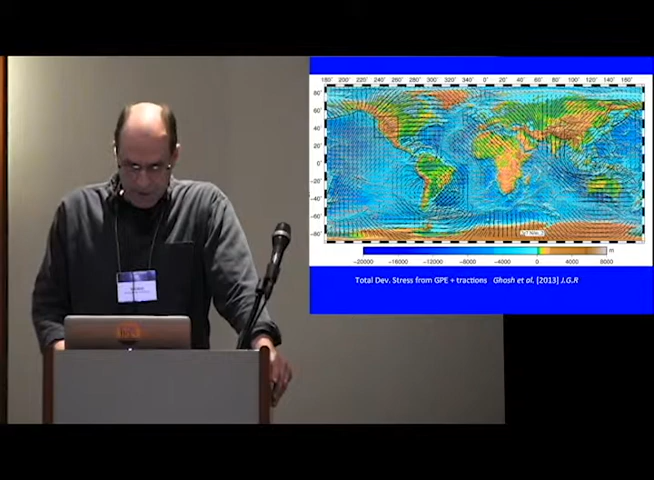 180˚ 200˚ 220˚ 240˚ 260˚ 280˚ 300˚ 320˚ 340˚ 0˚ 20˚ 40˚ 60˚ 80˚ 100˚ 120˚ 140˚ 160˚
80˚
60˚
40˚
20˚
0˚
−20˚
−40˚
−60˚
−80˚
m
−20000 −16000 −12000 −8000 −4000 0 4000 8000
Total Dev. Stress from GPE + tractions Ghosh et al. [2013] J.G.R